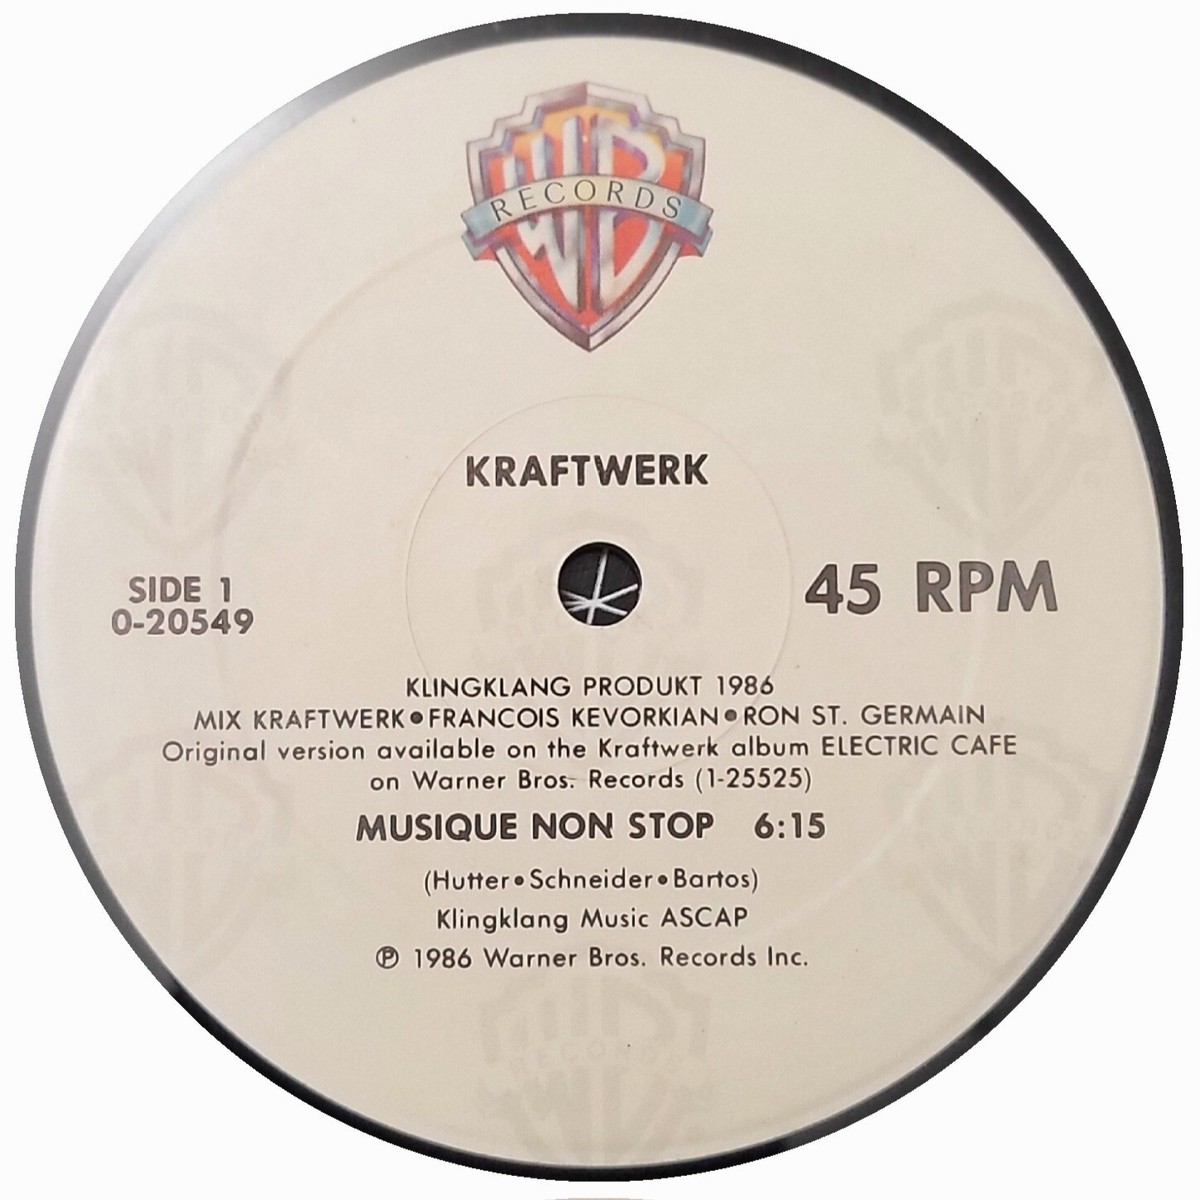 WB
RECORDS
KRAFTWERK
SIDE 1
0-20549
45 RPM
KLINGKLANG PRODUKT 1986
MIX KRAFTWERK•FRANCOIS KEVORKIAN•RON ST. GERMAIN
Original version available on the Kraftwerk album ELECTRIC CAFE
on Warner Bros. Records (1-25525)
MUSIQUE NON STOP 6:15
(Hutter•Schneider•Bartos)
Klingklang Music ASCAP
℗ 1986 Warner Bros. Records Inc.